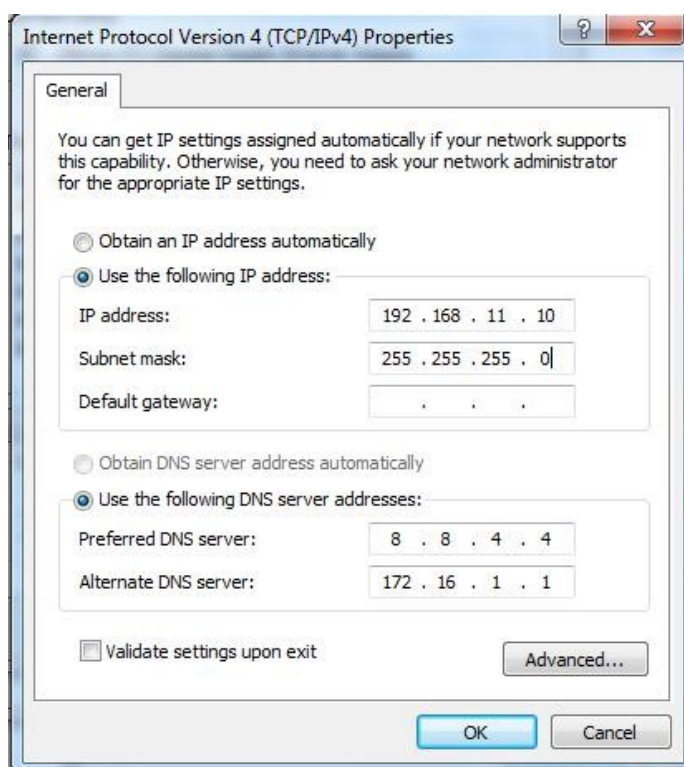 Internet Protocol Version 4 (TCP/IPv4) Properties
?
X
General
You can get IP settings assigned automatically if your network supports
this capability. Otherwise, you need to ask your network administrator
for the appropriate IP settings.
Obtain an IP address automatically
Use the following IP address:
IP address: 192 . 168 . 11 . 10
Subnet mask: 255 . 255 . 255 . 0
Default gateway: . . .
Obtain DNS server address automatically
Use the following DNS server addresses:
Preferred DNS server: 8 . 8 . 4 . 4
Alternate DNS server: 172 . 16 . 1 . 1
Validate settings upon exit
Advanced...
OK Cancel